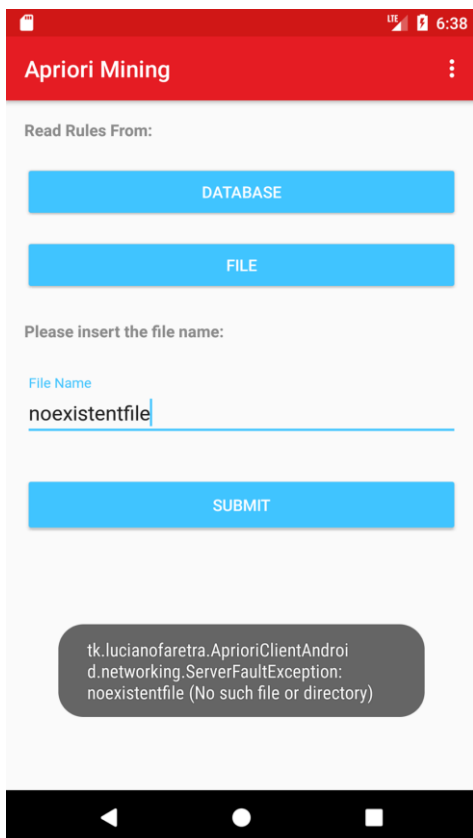 LTE 6:38
Apriori Mining
Read Rules From:
DATABASE
FILE
Please insert the file name:
File Name
noexistentfile
SUBMIT
tk.lucianofaretra.AprioriClientAndroi
d.networking.ServerFaultException:
noexistentfile (No such file or directory)